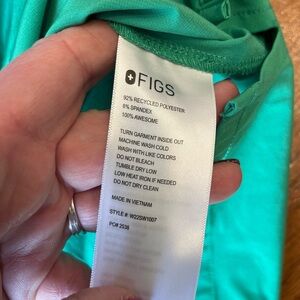 FIGS
92% RECYCLED POLYESTER
8% SPANDEX
100% AWESOME
TURN GARMENT INSIDE OUT
MACHINE WASH COLD
WASH WITH LIKE COLORS
DO NOT BLEACH
TUMBLE DRY LOW
LOW HEAT IRON IF NEEDED
DO NOT DRY CLEAN
MADE IN VIETNAM
STYLE #: W22SW1007
PO# 2538